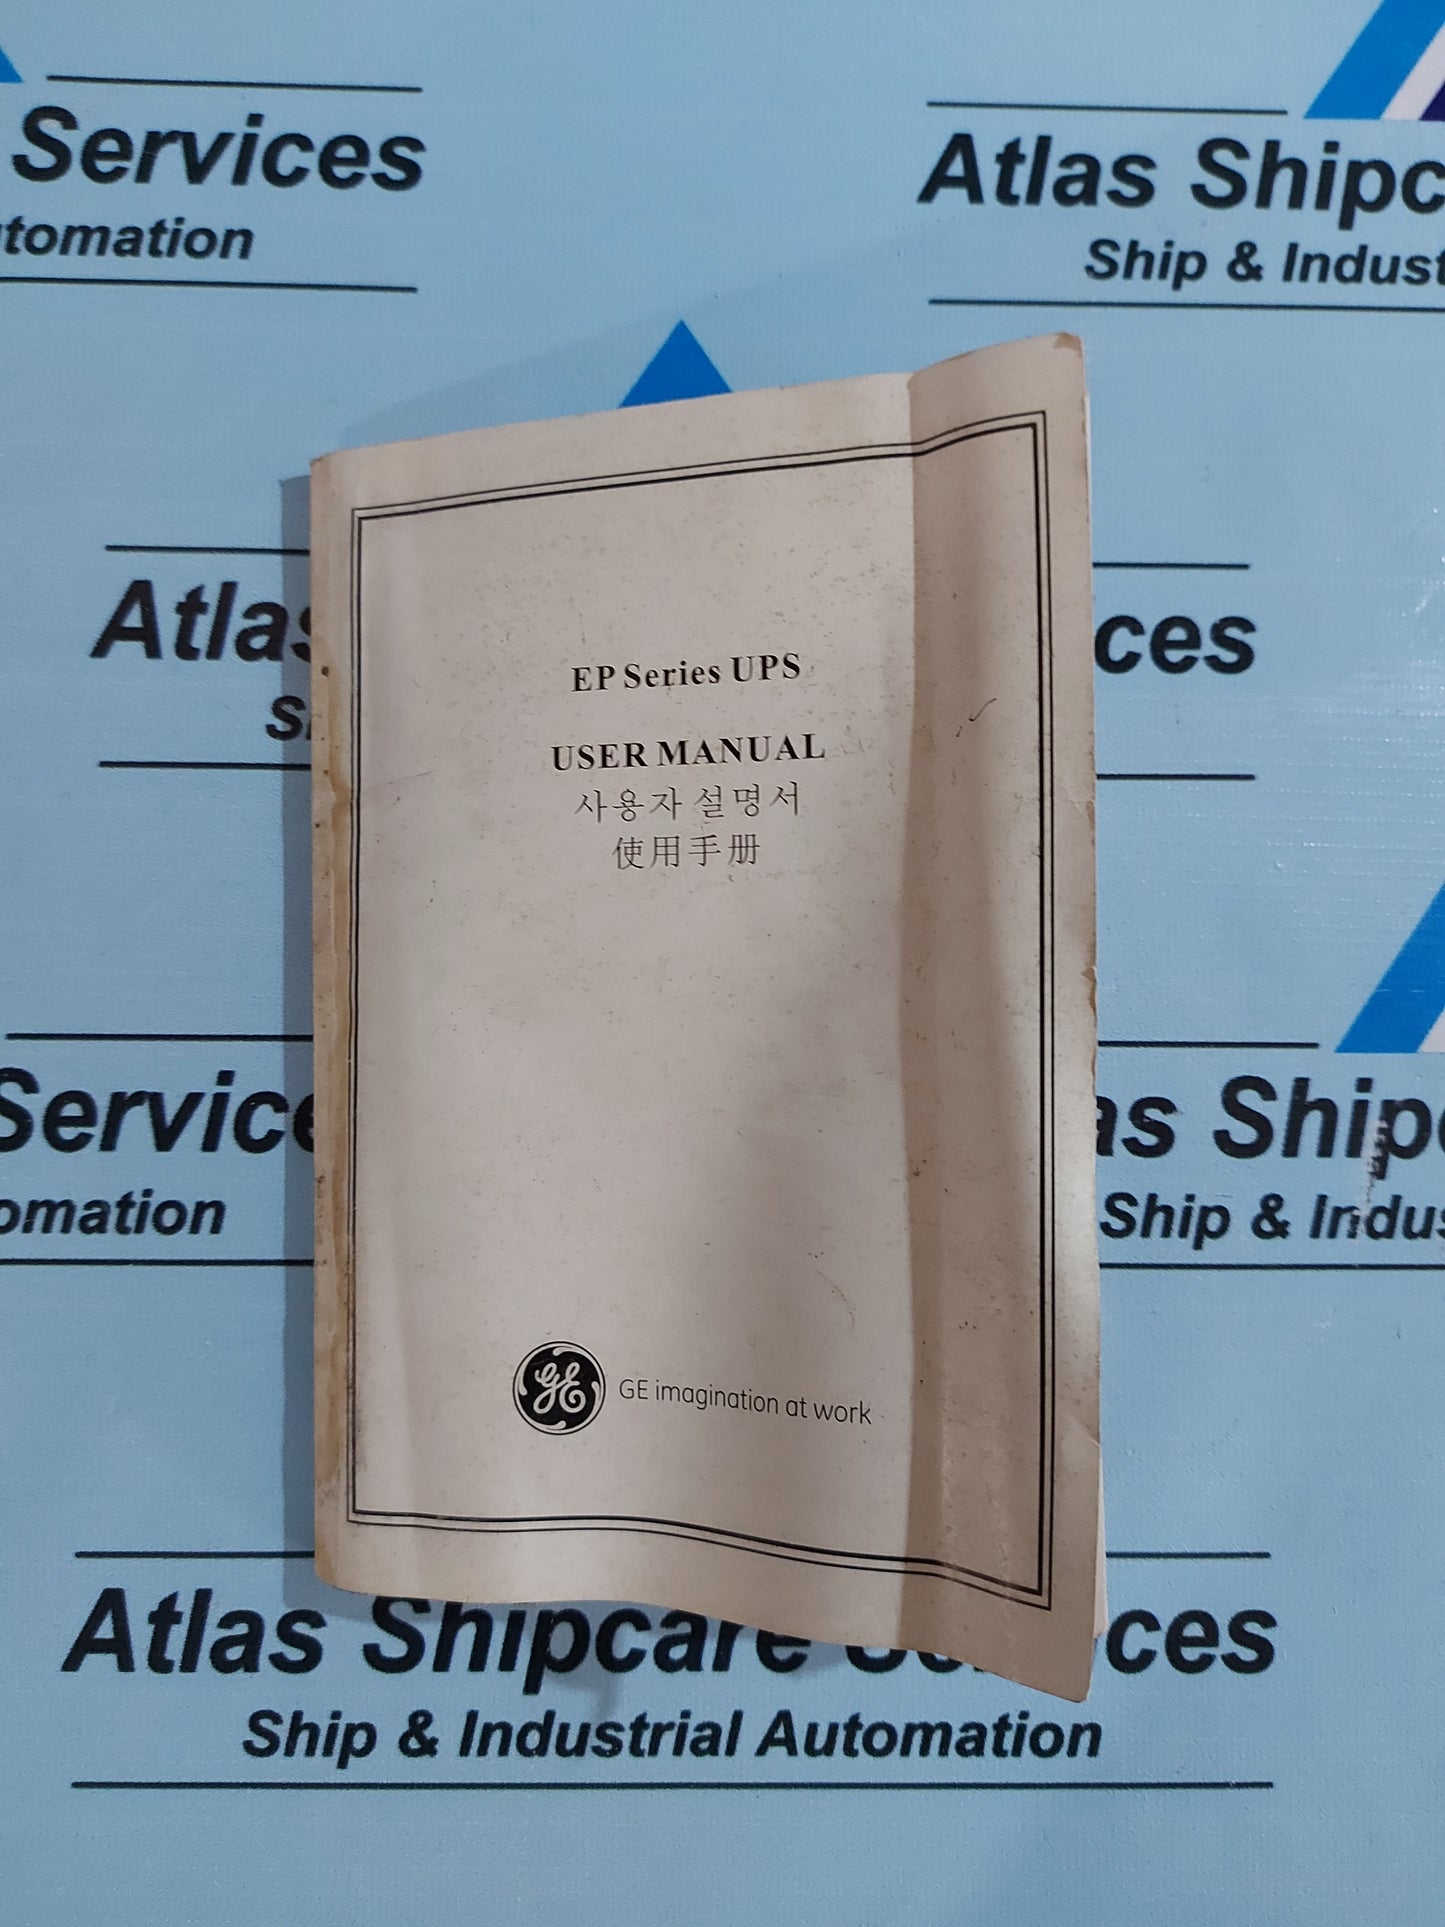 Services
tomation
Atlas Shipc
Ship & Indust
Atlas
ces
EP Series UPS
USER MANUAL
사용자 설명서
使用手册
Service
omation
as Shipc
Ship & Indus
GE
GE imagination at work
Atlas Shipcare Services
Ship & Industrial Automation